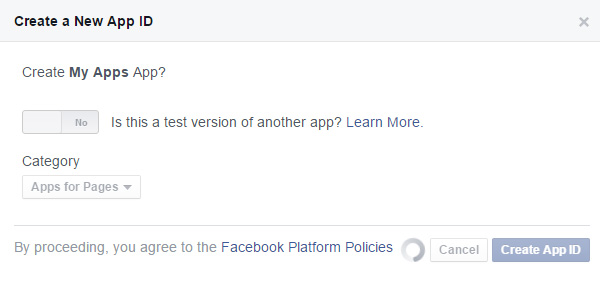 Create a New App ID
Create My Apps App?
No Is this a test version of another app? Learn More.
Category
Apps for Pages
By proceeding, you agree to the Facebook Platform Policies Cancel Create App ID